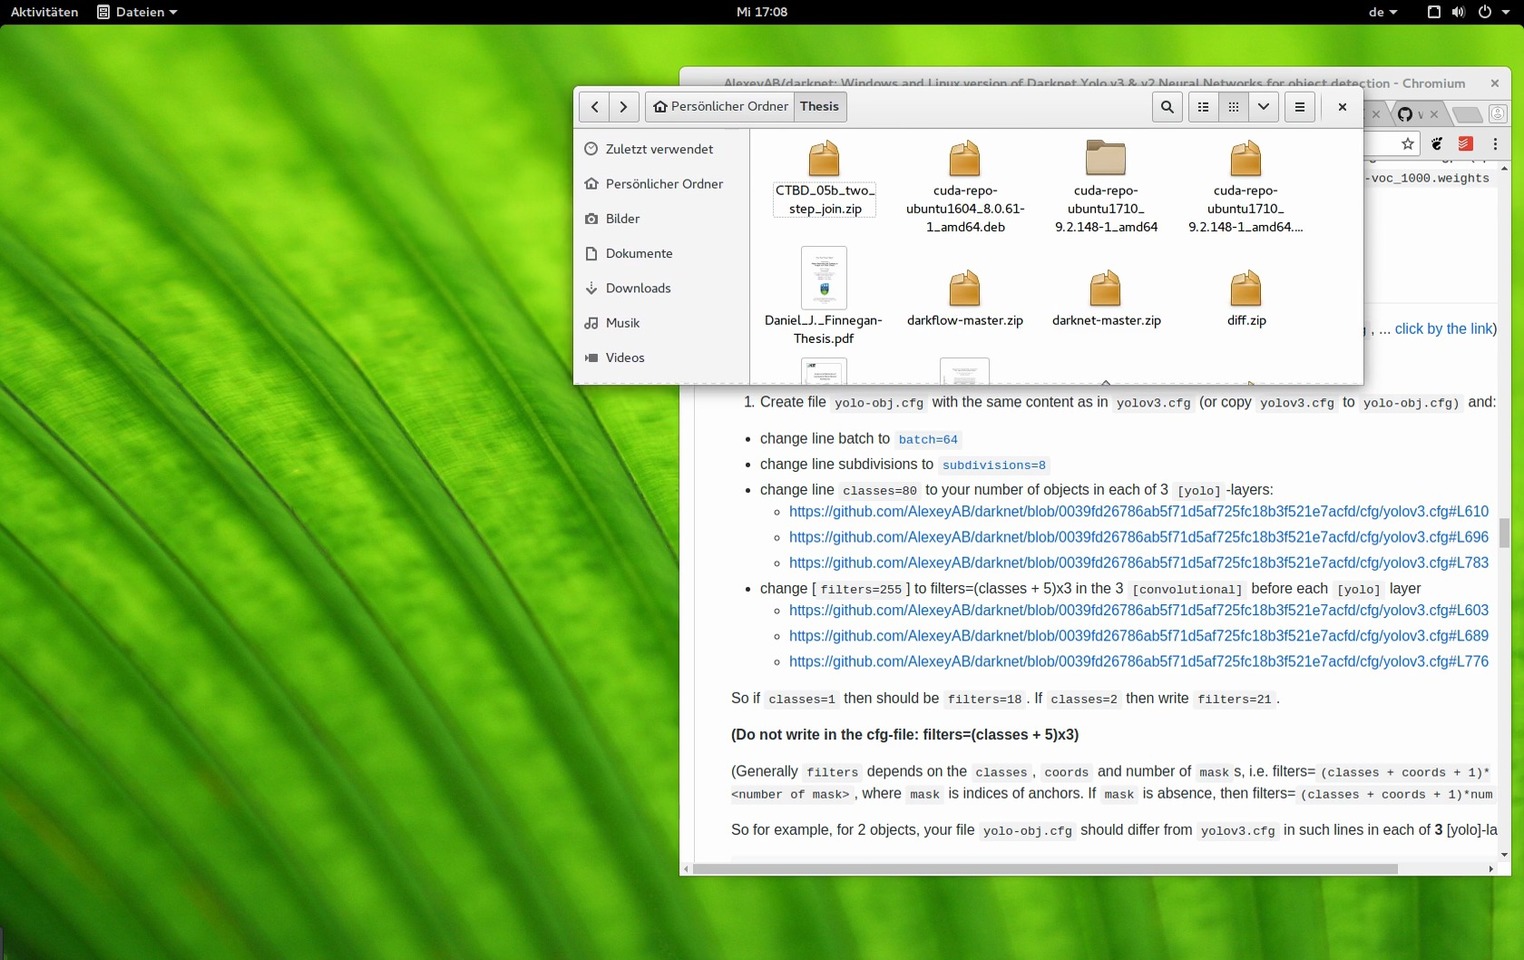 Aktivitäten Dateien Mi 17:08 de
AlexeyAB/darknet: Windows and Linux version of Darknet Yolo v3 & v2 Neural Networks for object detection - Chromium
Persönlicher Ordner Thesis
Zuletzt verwendet
Persönlicher Ordner
Bilder
Dokumente
Downloads
Musik
Videos
CTBD_05b_two_
step_join.zip
cuda-repo-
ubuntu1604_8.0.61-
1_amd64.deb
cuda-repo-
ubuntu1710_
9.2.148-1_amd64
cuda-repo-
ubuntu1710_
9.2.148-1_amd64....
Daniel_J._Finnegan-
Thesis.pdf
darkflow-master.zip
darknet-master.zip
diff.zip
-voc_1000.weights
, ... click by the link)
1. Create file yolo-obj.cfg with the same content as in yolov3.cfg (or copy yolov3.cfg to yolo-obj.cfg) and:
• change line batch to batch=64
• change line subdivisions to subdivisions=8
• change line classes=80 to your number of objects in each of 3 [yolo] -layers:
https://github.com/AlexeyAB/darknet/blob/0039fd26786ab5f71d5af725fc18b3f521e7acfd/cfg/yolov3.cfg#L610
https://github.com/AlexeyAB/darknet/blob/0039fd26786ab5f71d5af725fc18b3f521e7acfd/cfg/yolov3.cfg#L696
https://github.com/AlexeyAB/darknet/blob/0039fd26786ab5f71d5af725fc18b3f521e7acfd/cfg/yolov3.cfg#L783
• change [ filters=255 ] to filters=(classes + 5)x3 in the 3 [convolutional] before each [yolo] layer
https://github.com/AlexeyAB/darknet/blob/0039fd26786ab5f71d5af725fc18b3f521e7acfd/cfg/yolov3.cfg#L603
https://github.com/AlexeyAB/darknet/blob/0039fd26786ab5f71d5af725fc18b3f521e7acfd/cfg/yolov3.cfg#L689
https://github.com/AlexeyAB/darknet/blob/0039fd26786ab5f71d5af725fc18b3f521e7acfd/cfg/yolov3.cfg#L776
So if classes=1 then should be filters=18 . If classes=2 then write filters=21 .
(Do not write in the cfg-file: filters=(classes + 5)x3)
(Generally filters depends on the classes , coords and number of mask s, i.e. filters= (classes + coords + 1)*
<number of mask> , where mask is indices of anchors. If mask is absence, then filters= (classes + coords + 1)*num
So for example, for 2 objects, your file yolo-obj.cfg should differ from yolov3.cfg in such lines in each of 3 [yolo]-la